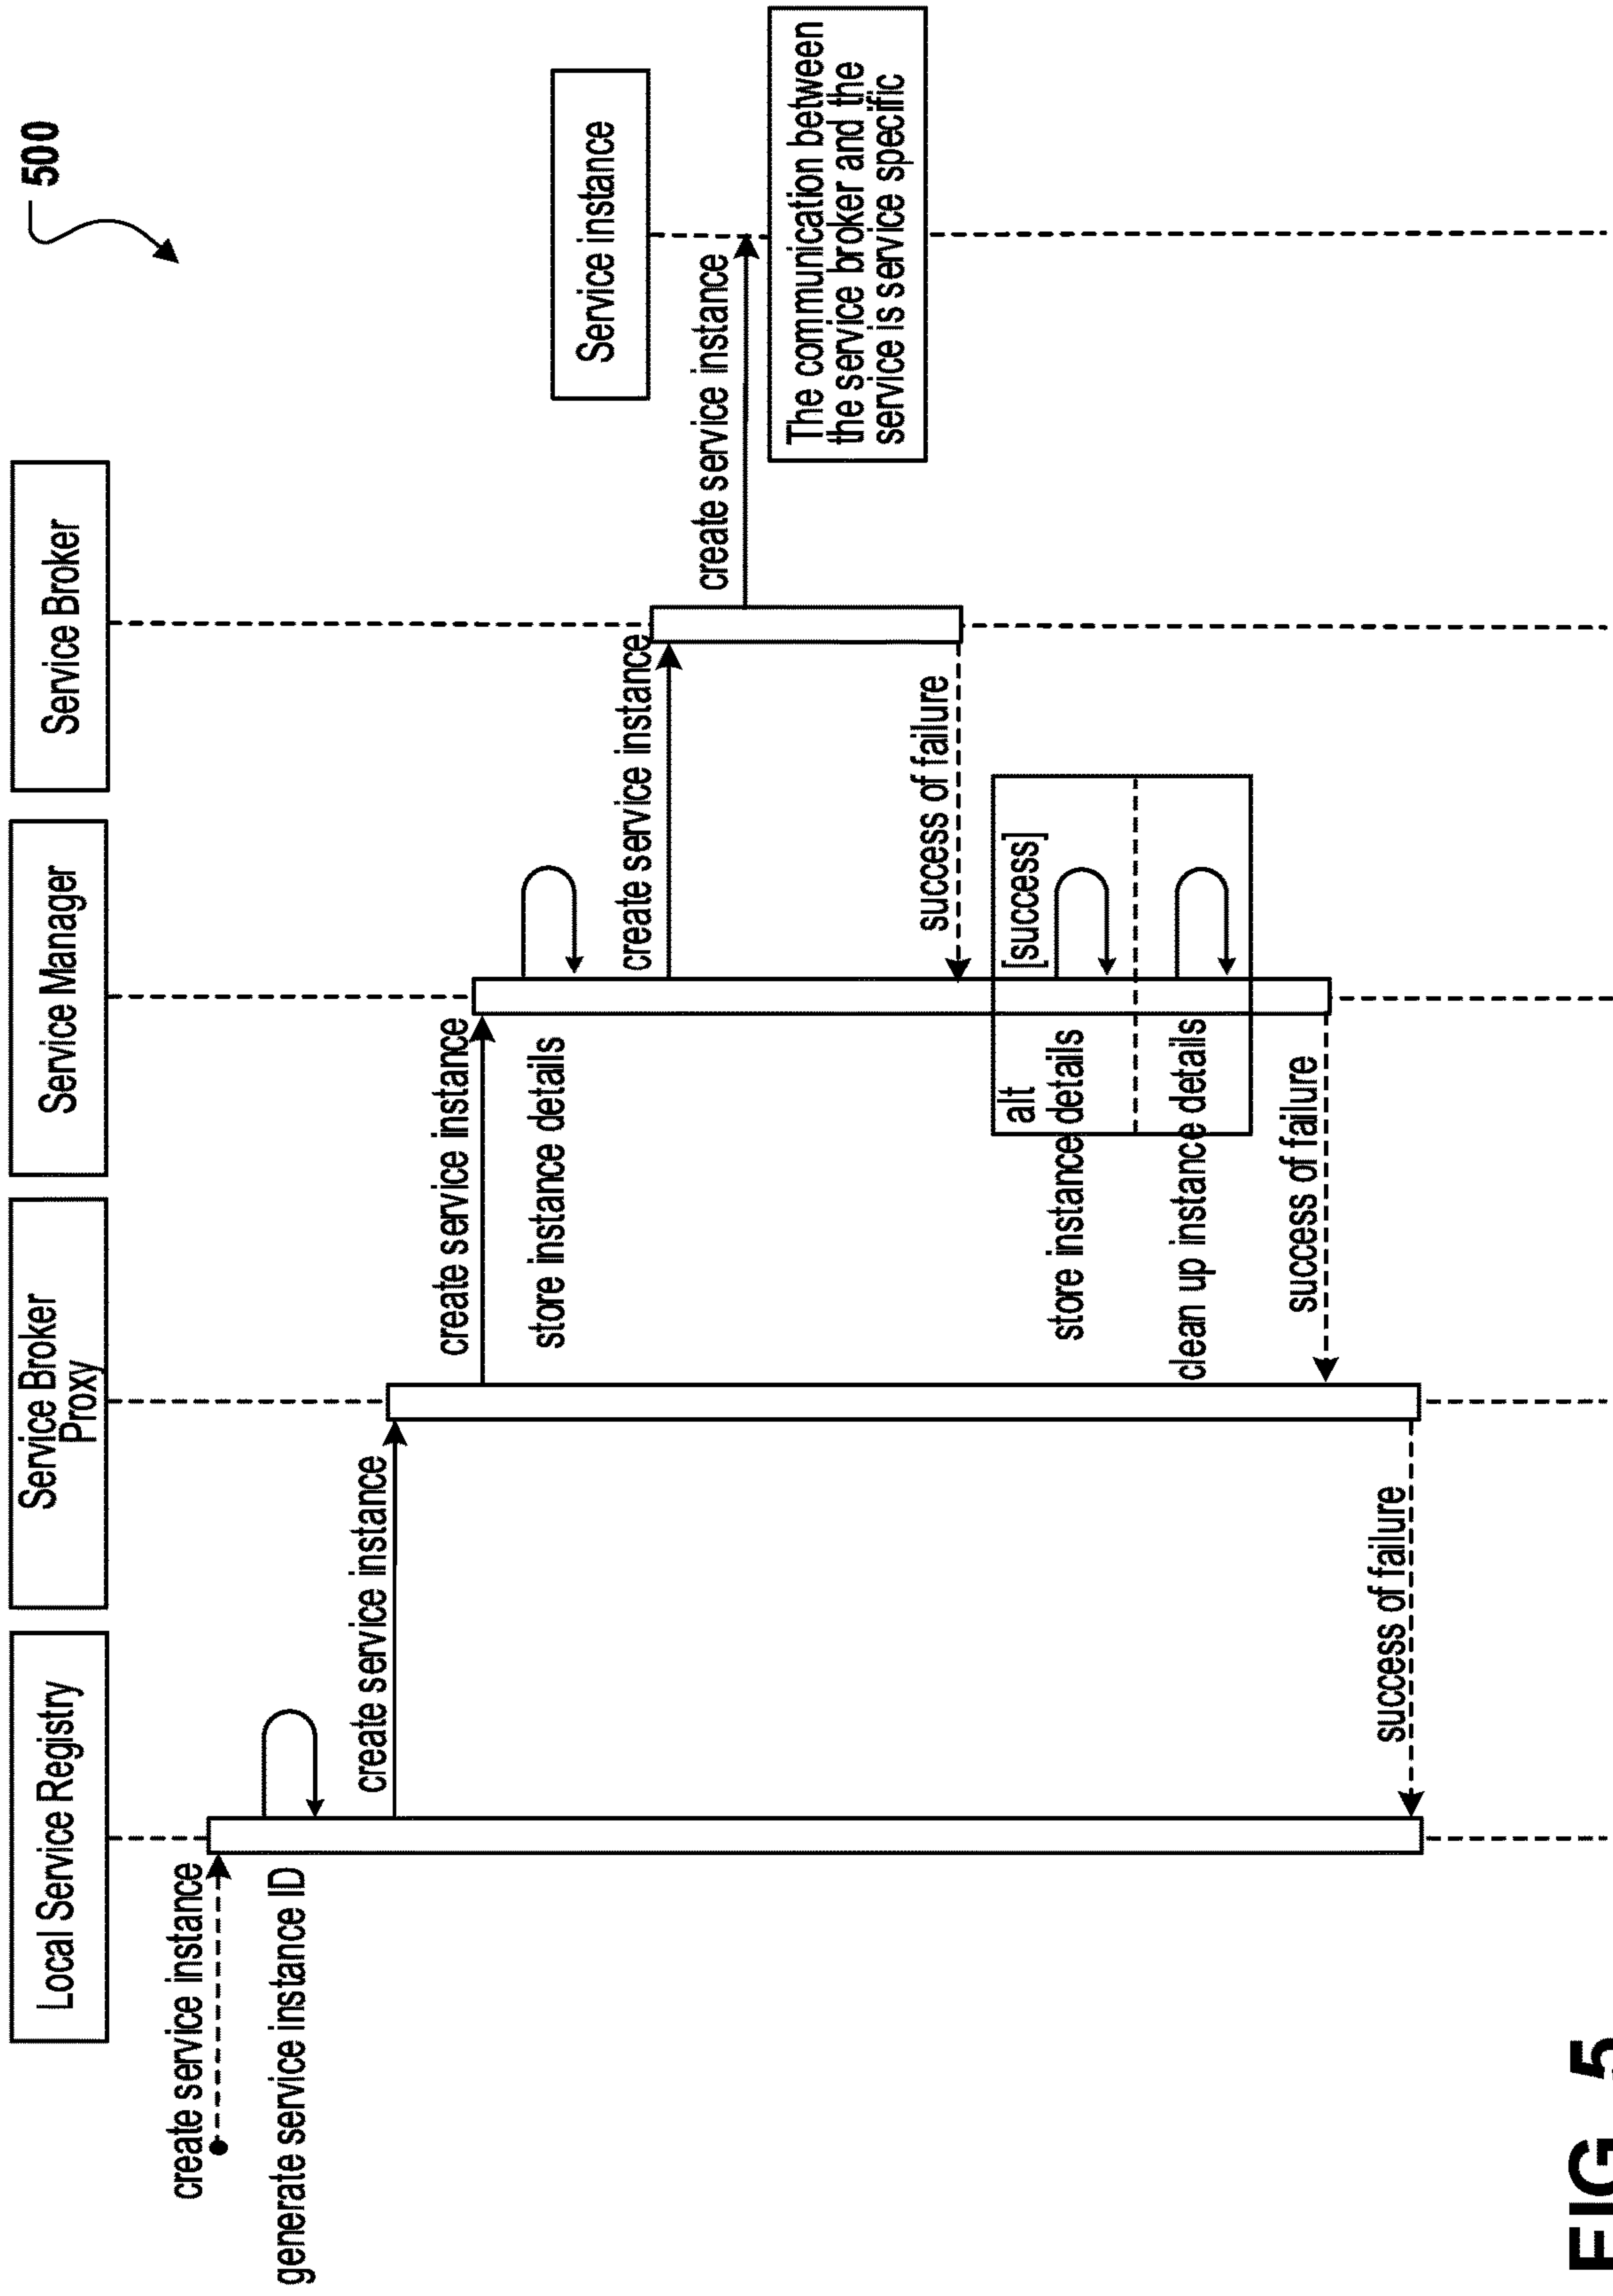 500
Local Service Registry
Service Broker
Proxy
Service Manager
Service Broker
Service instance
create service instance
generate service instance ID
create service instance
create service instance
store instance details
create service instance
create service instance
The communication between
the service broker and the
service is service specific
success of failure
alt
[success]
store instance details
clean up instance details
success of failure
success of failure
FIG. 5